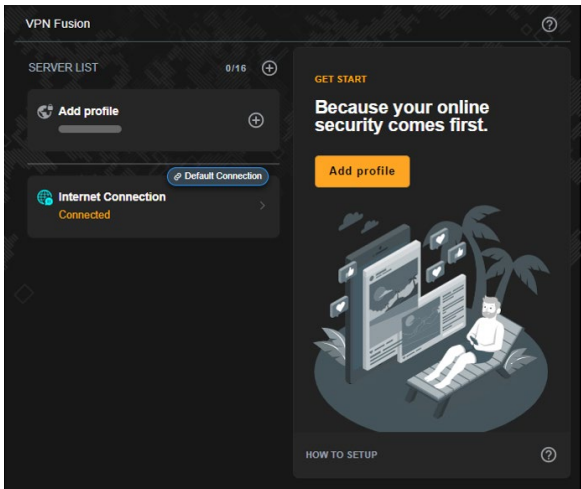 VPN Fusion
SERVER LIST
0/16
Add profile
Default Connection
Internet Connection
Connected
GET START
Because your online
security comes first.
Add profile
HOW TO SETUP